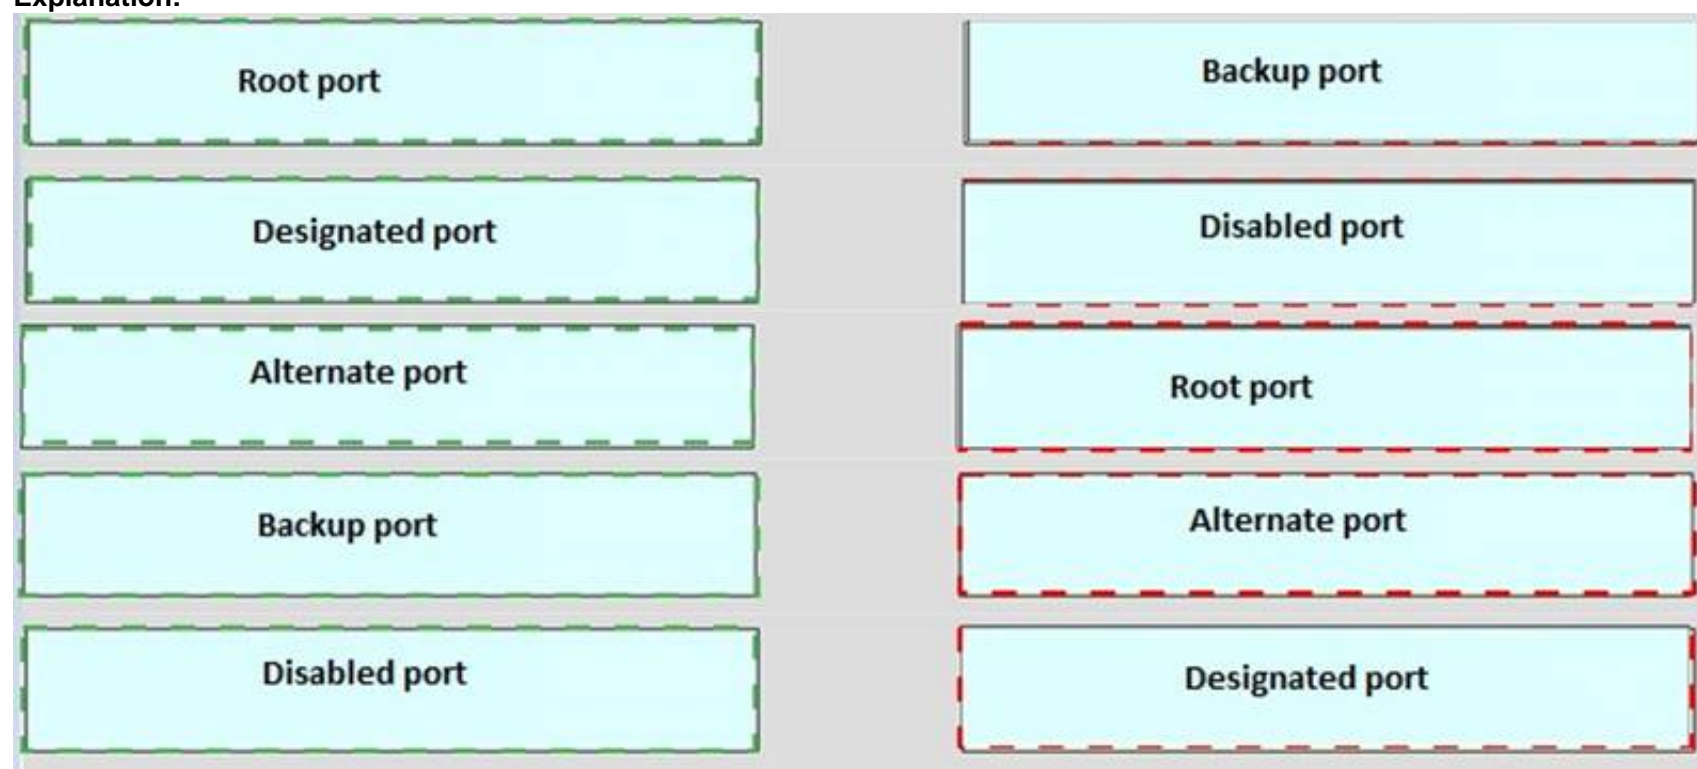 Explanation:
Root port
Backup port
Designated port
Disabled port
Alternate port
Root port
Backup port
Alternate port
Disabled port
Designated port